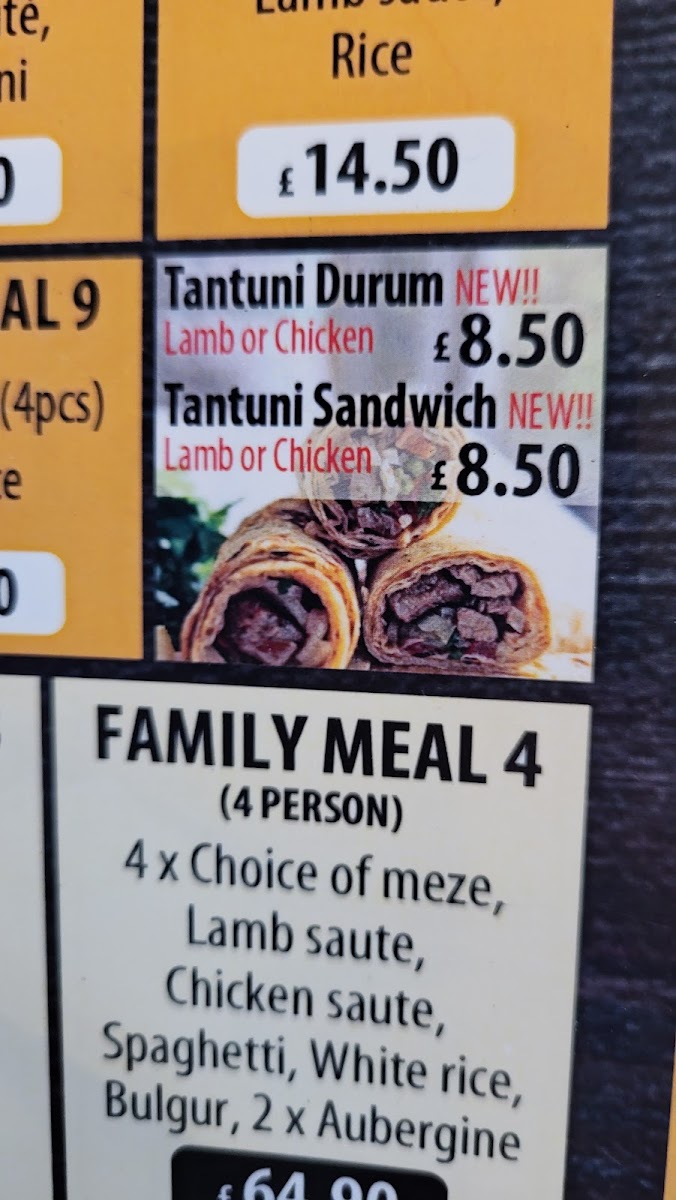 Rice
£14.50
AL 9
(4pcs)
Tantuni Durum NEW!!
Lamb or Chicken £8.50
Tantuni Sandwich NEW!!
Lamb or Chicken £8.50
FAMILY MEAL 4
(4 PERSON)
4 x Choice of meze,
Lamb saute,
Chicken saute,
Spaghetti, White rice,
Bulgur, 2 x Aubergine
£64.90